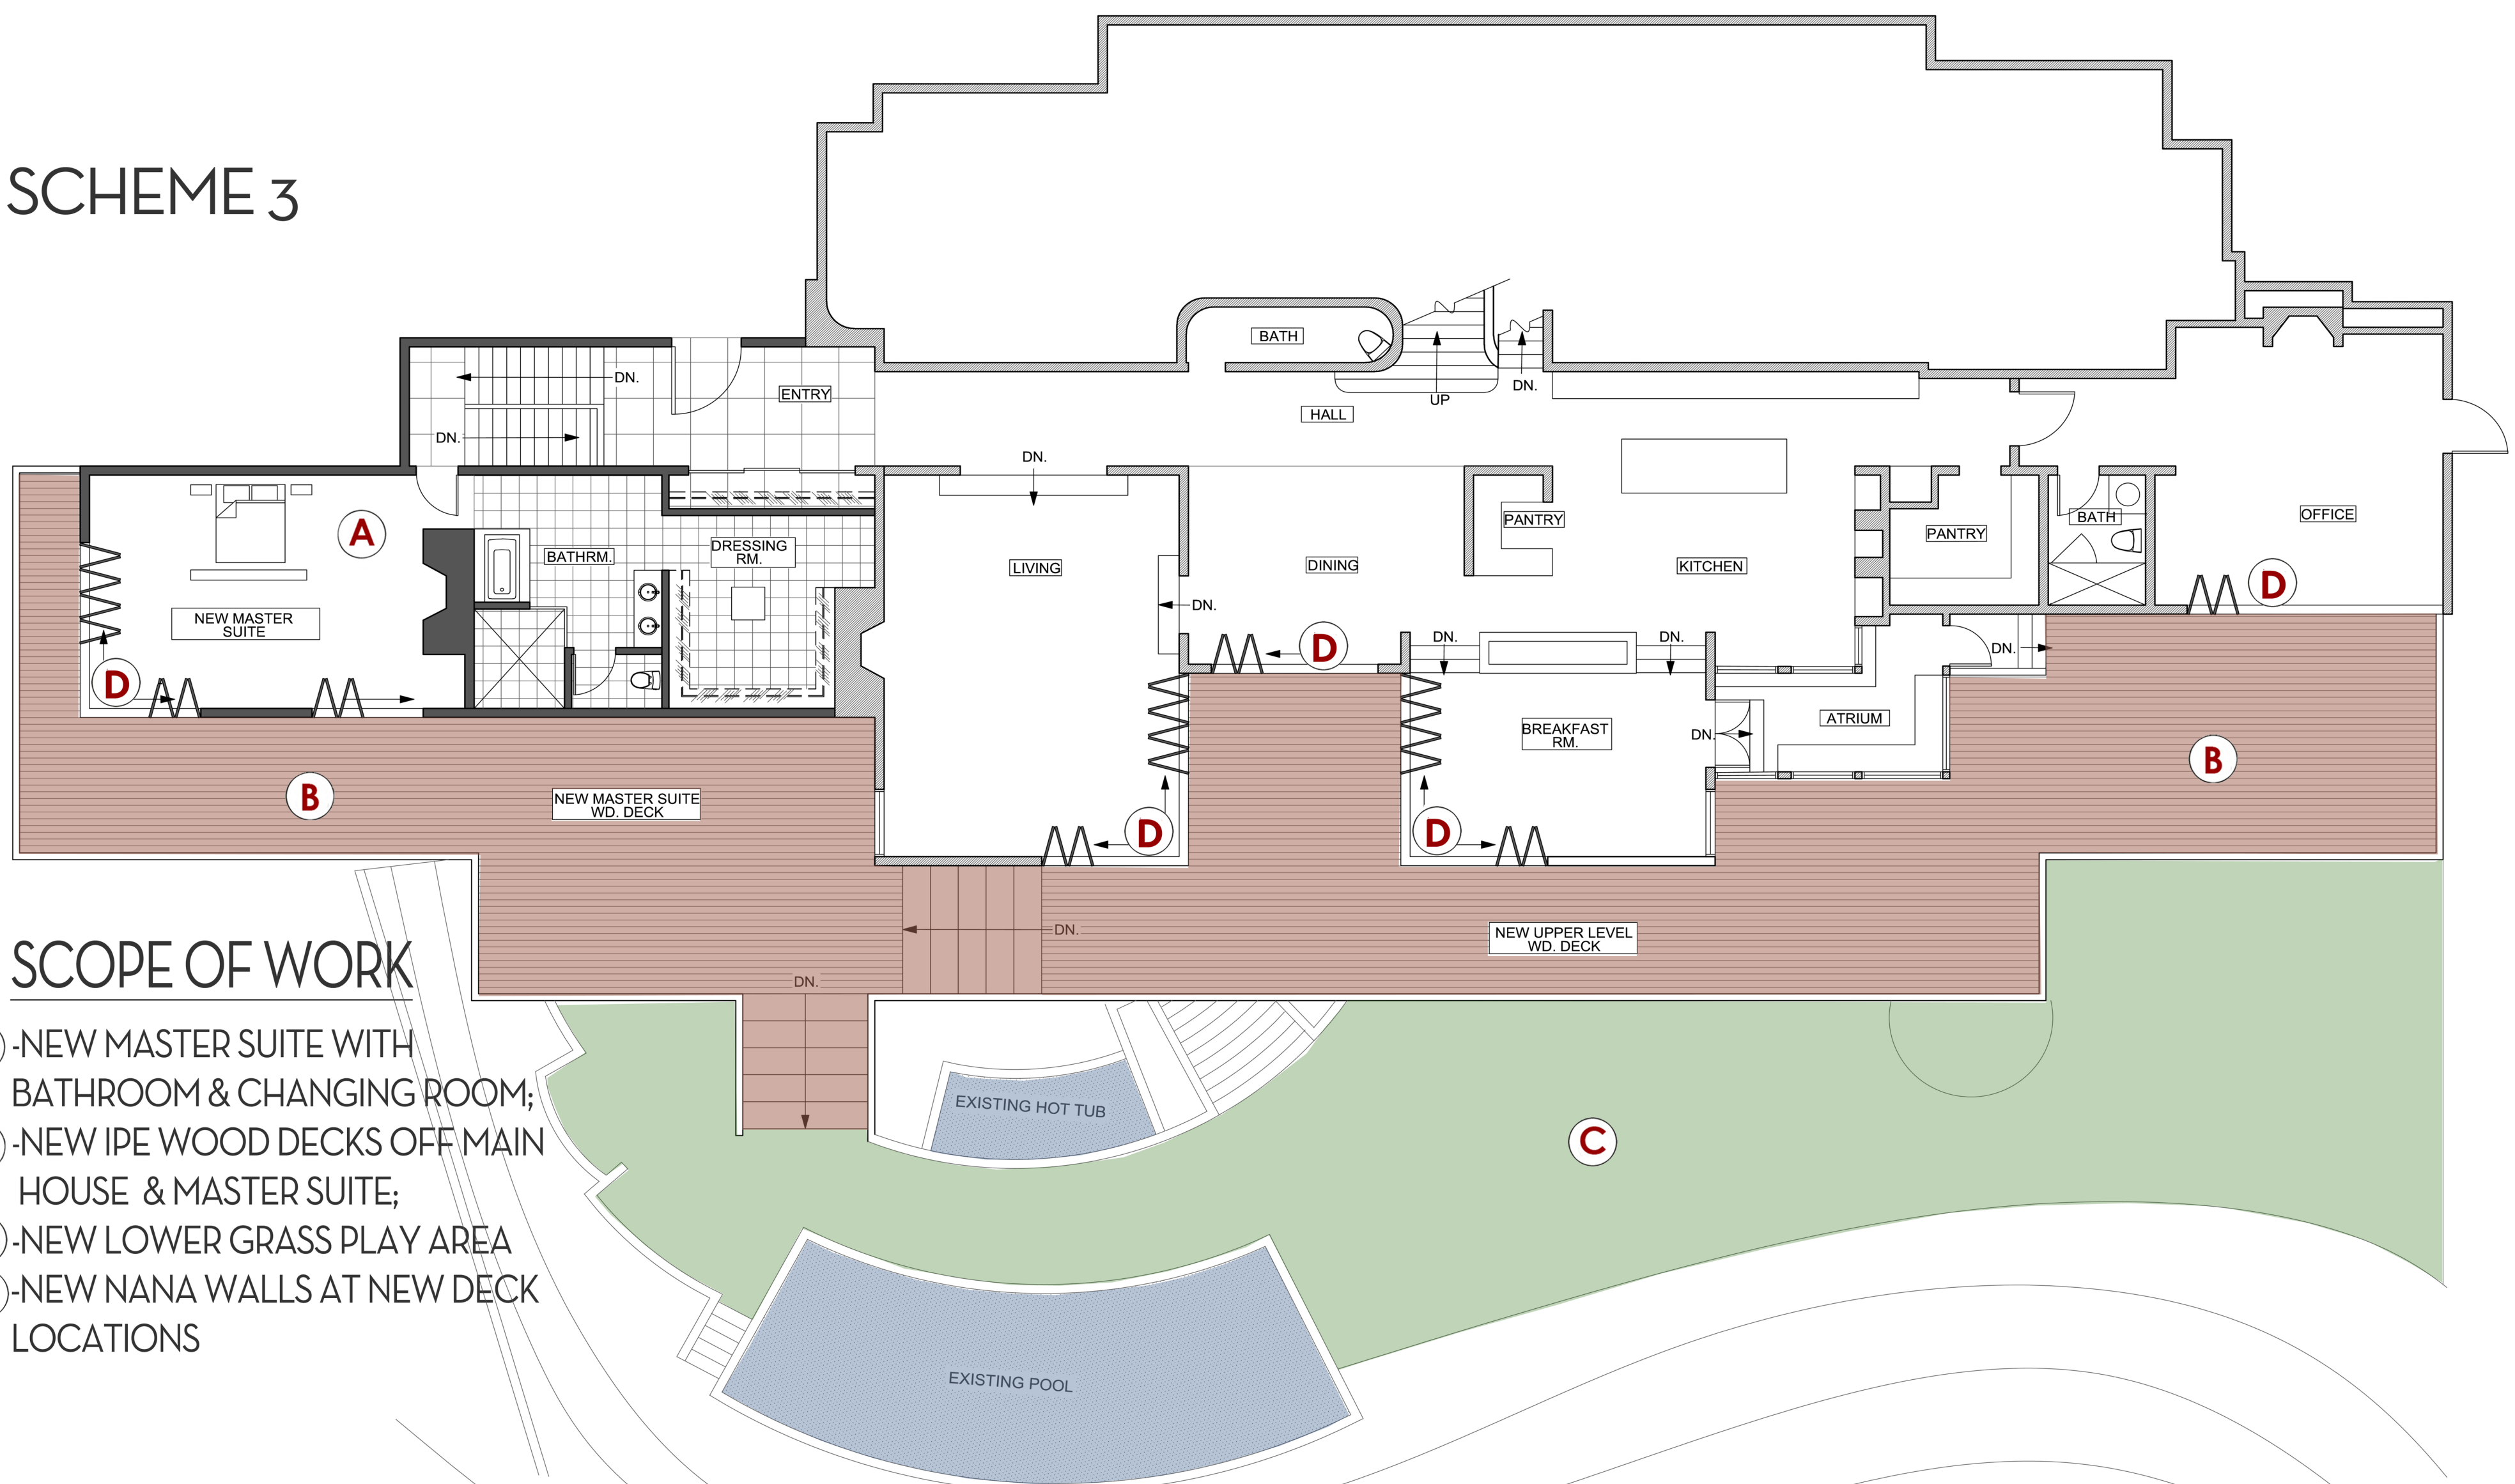 SCHEME 3
BATH
DN.
ENTRY
DN.
UP
HALL
DN.
DN.
A
NEW MASTER
SUITE
D
BATHRM.
DRESSING
RM.
LIVING
DN.
DINING
PANTRY
KITCHEN
PANTRY
BATH
OFFICE
D
D
DN.
DN.
DN.
BREAKFAST
RM.
DN.
ATRIUM
B
B
NEW MASTER SUITE
WD. DECK
D
D
DN.
NEW UPPER LEVEL
WD. DECK
DN.
SCOPE OF WORK
-NEW MASTER SUITE WITH
BATHROOM & CHANGING ROOM;
-NEW IPE WOOD DECKS OFF MAIN
HOUSE & MASTER SUITE;
-NEW LOWER GRASS PLAY AREA
-NEW NANA WALLS AT NEW DECK
LOCATIONS
EXISTING HOT TUB
C
EXISTING POOL